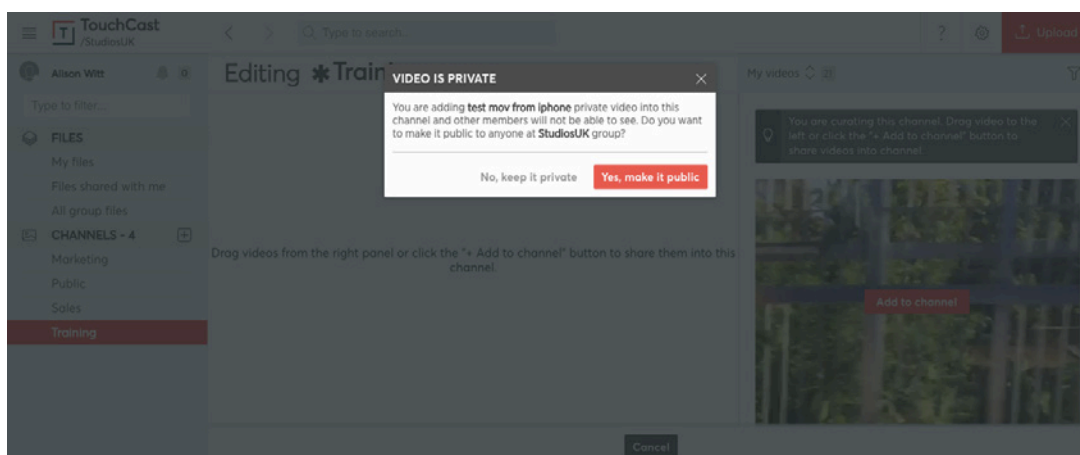 TouchCast
/StudiosUK
Type to search...
?
Upload
Alison Witt
0
Type to filter...
FILES
My files
Files shared with me
All group files
CHANNELS - 4
Marketing
Public
Sales
Training
Editing ✱Train
VIDEO IS PRIVATE
You are adding test mov from iphone private video into this
channel and other members will not be able to see. Do you want
to make it public to anyone at StudiosUK group?
No, keep it private
Yes, make it public
Drag videos from the right panel or click the "+ Add to channel" button to share them into this
channel.
My videos
You are curating this channel. Drag video to the
left or click the "+ Add to channel" button to
share videos into channel
Add to channel
Cancel